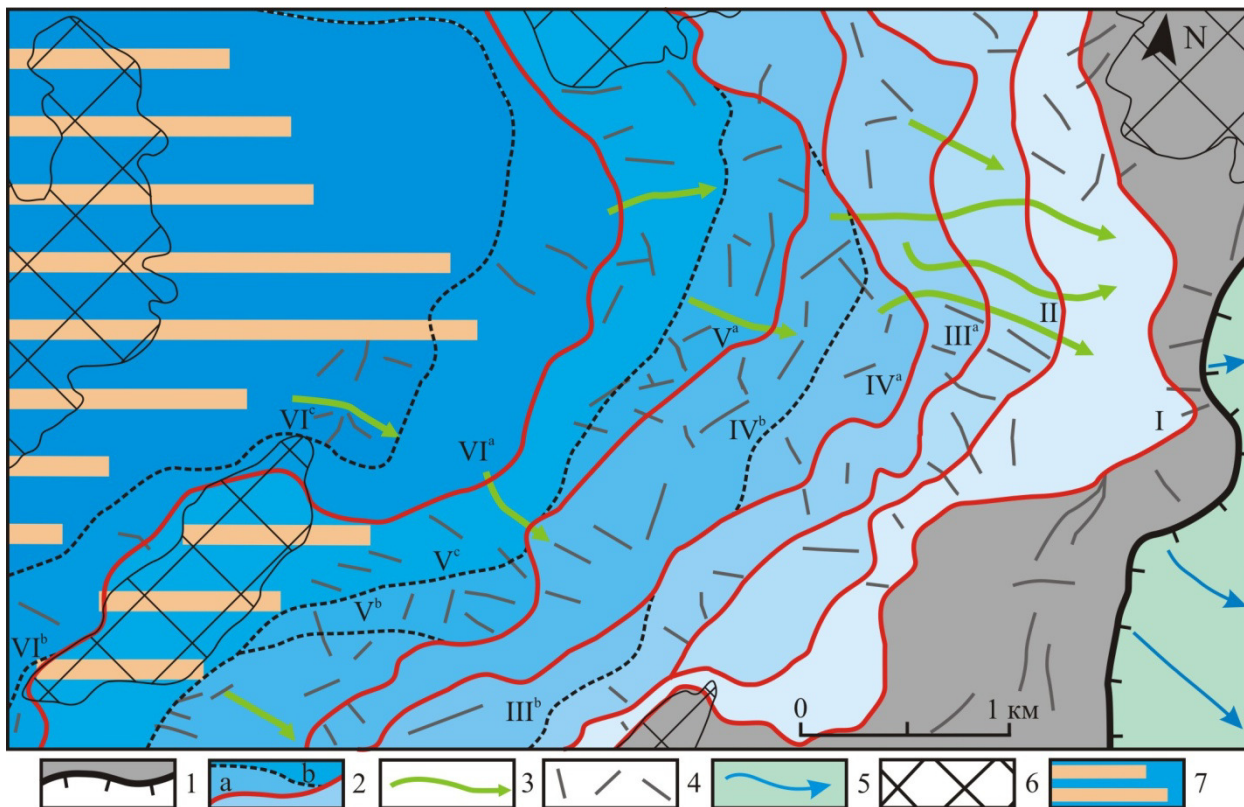 N
II
III^a
V^a
IV^a
VI^c
I
IV^b
VI^a
V^c
V^b
VI^b
III^b
0 1 км
a b
1 2 3 4 5 6 7